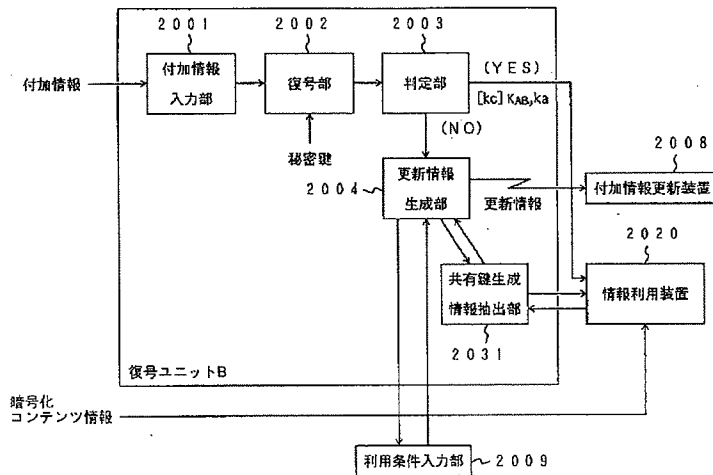 2001
2002
2003
付加情報
付加情報
入力部
復号部
判定部
(YES)
[kc] KAB,ka
(NO)
秘密鍵
2004
更新情報
生成部
更新情報
2008
付加情報更新装置
2020
共有鍵生成
情報抽出部
情報利用装置
2031
復号ユニットB
暗号化
コンテンツ情報
利用条件入力部
2009